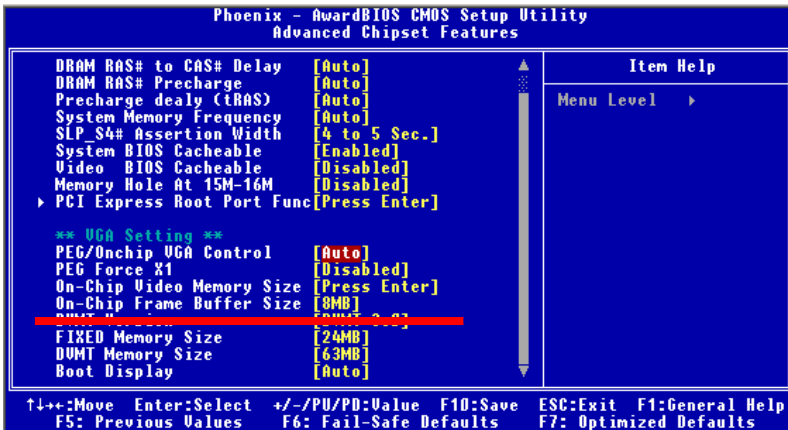 Phoenix - AwardBIOS CMOS Setup Utility
Advanced Chipset Features
DRAM RAS# to CAS# Delay [Auto]
DRAM RAS# Precharge [Auto]
Precharge dealy (tRAS) [Auto]
System Memory Frequency [Auto]
SLP_S4# Assertion Width [4 to 5 Sec.]
System BIOS Cacheable [Enabled]
Video BIOS Cacheable [Disabled]
Memory Hole At 15M-16M [Disabled]
PCI Express Root Port Func[Press Enter]
** VGA Setting **
PEG/Onchip VGA Control [Auto]
PEG Force X1 [Disabled]
On-Chip Video Memory Size [Press Enter]
On-Chip Frame Buffer Size [8MB]
DVMT
FIXED Memory Size [24MB]
DVMT Memory Size [63MB]
Boot Display [Auto]
Item Help
Menu Level
↑↓→←:Move Enter:Select +/-/PU/PD:Value F10:Save ESC:Exit F1:General Help
F5: Previous Values F6: Fail-Safe Defaults F7: Optimized Defaults